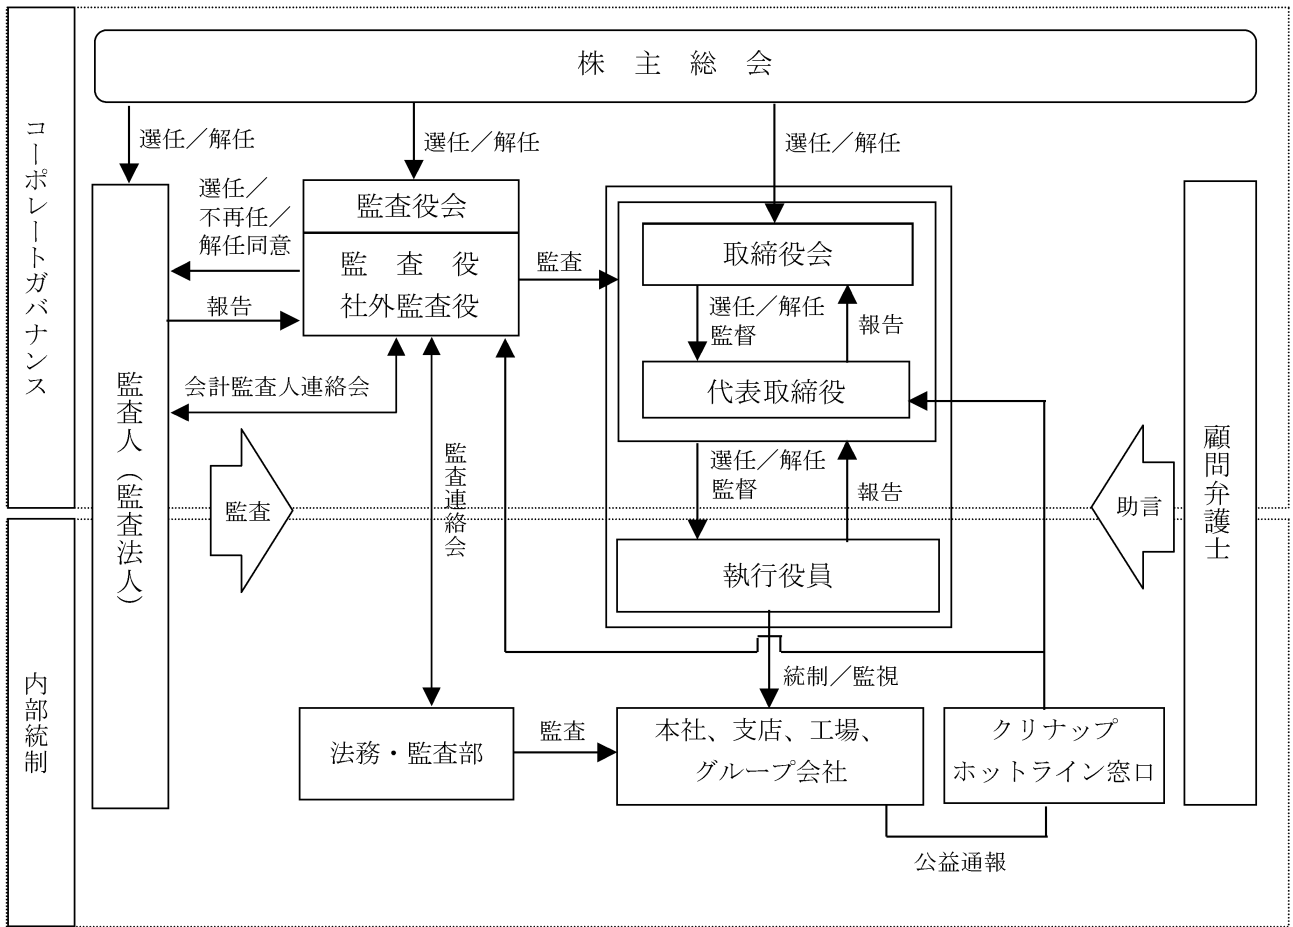 株 主 総 会
コーポレートガバナンス
選任／解任
選任／解任
選任／解任
選任／
不再任／
解任同意
監査役会
監 査 役
社外監査役
監査
取締役会
報告
選任／解任
監督
報告
代表取締役
会計監査人連絡会
監査人（監査法人）
監査連絡会
選任／解任
監督
報告
顧問弁護士
監査
助言
執行役員
内部統制
統制／監視
法務・監査部
監査
本社、支店、工場、
グループ会社
クリナップ
ホットライン窓口
公益通報